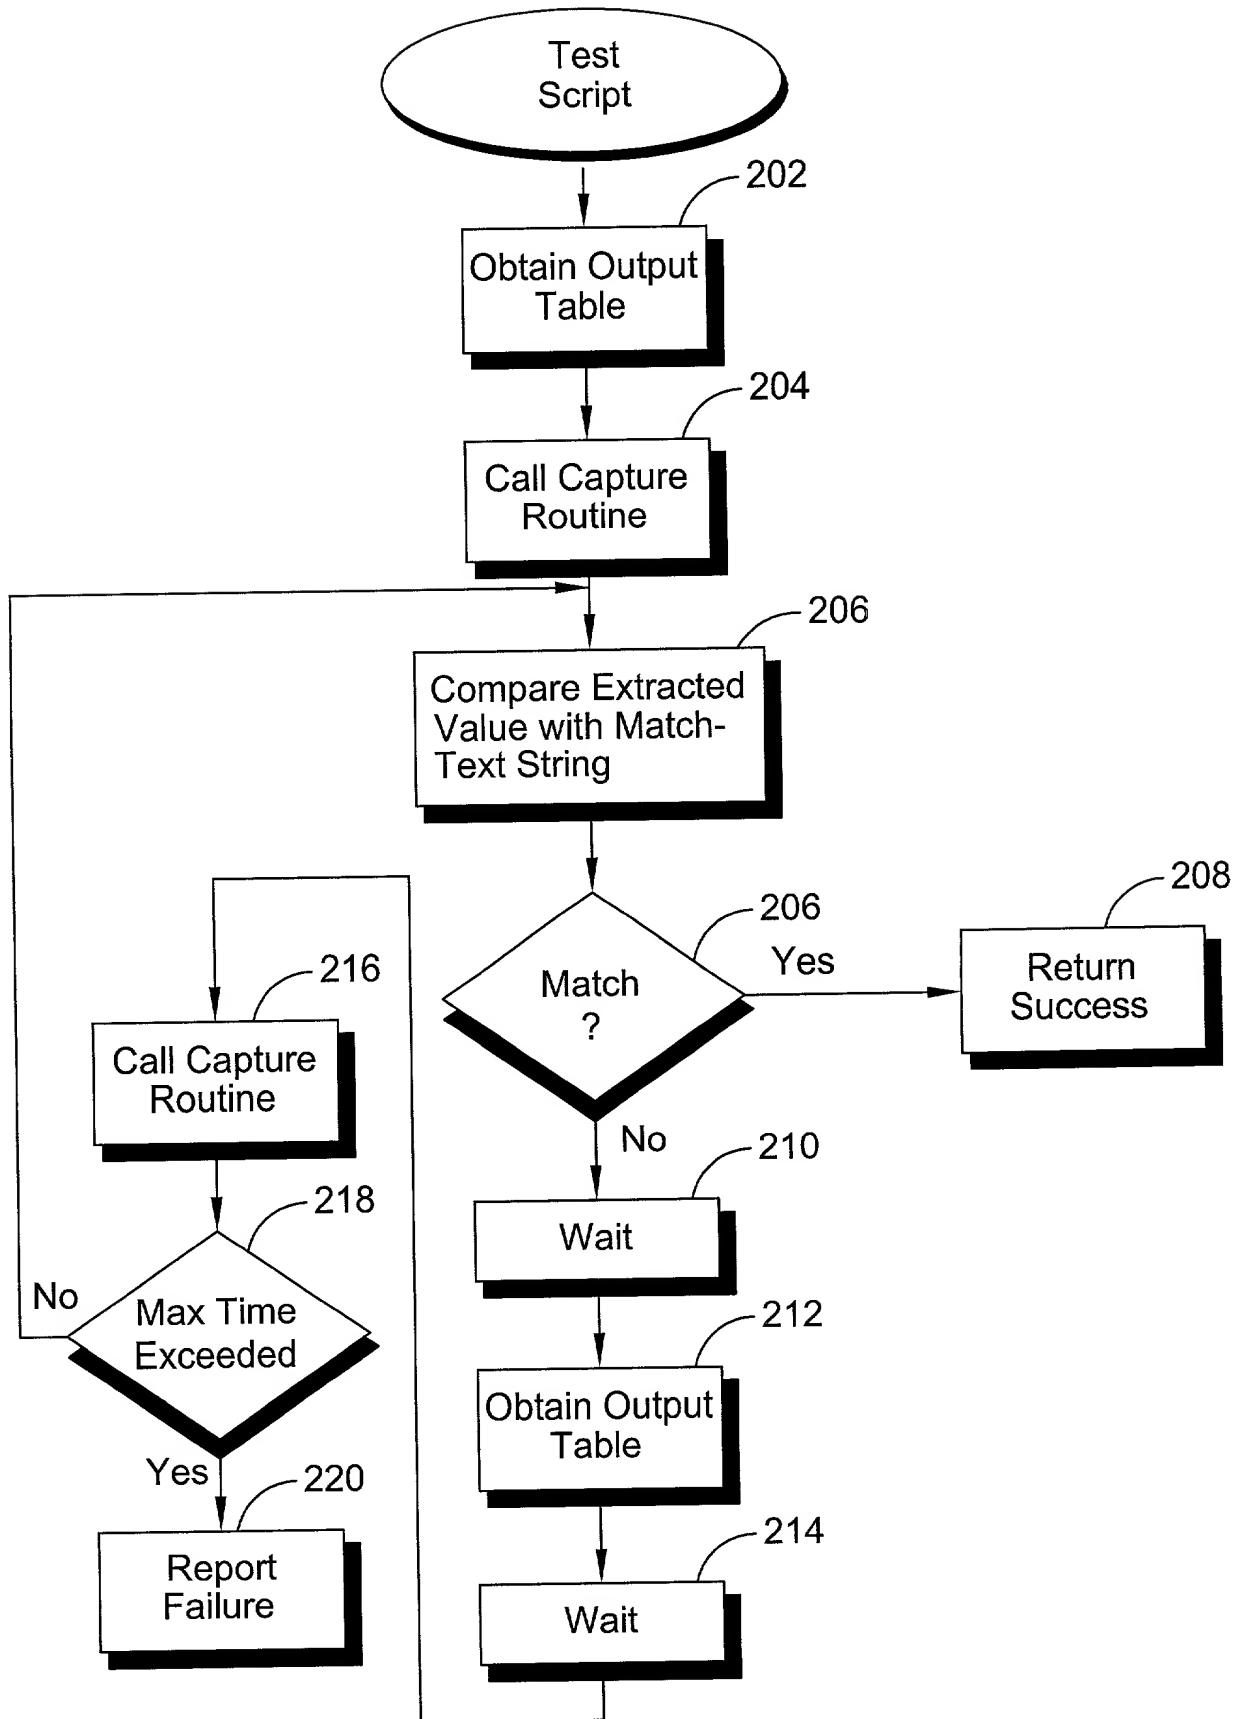 Test
Script
202
Obtain Output
Table
204
Call Capture
Routine
206
Compare Extracted
Value with Match-
Text String
206
Match
?
Yes
208
Return
Success
No
210
Wait
212
Obtain Output
Table
214
Wait
216
Call Capture
Routine
218
Max Time
Exceeded
No
Yes
220
Report
Failure